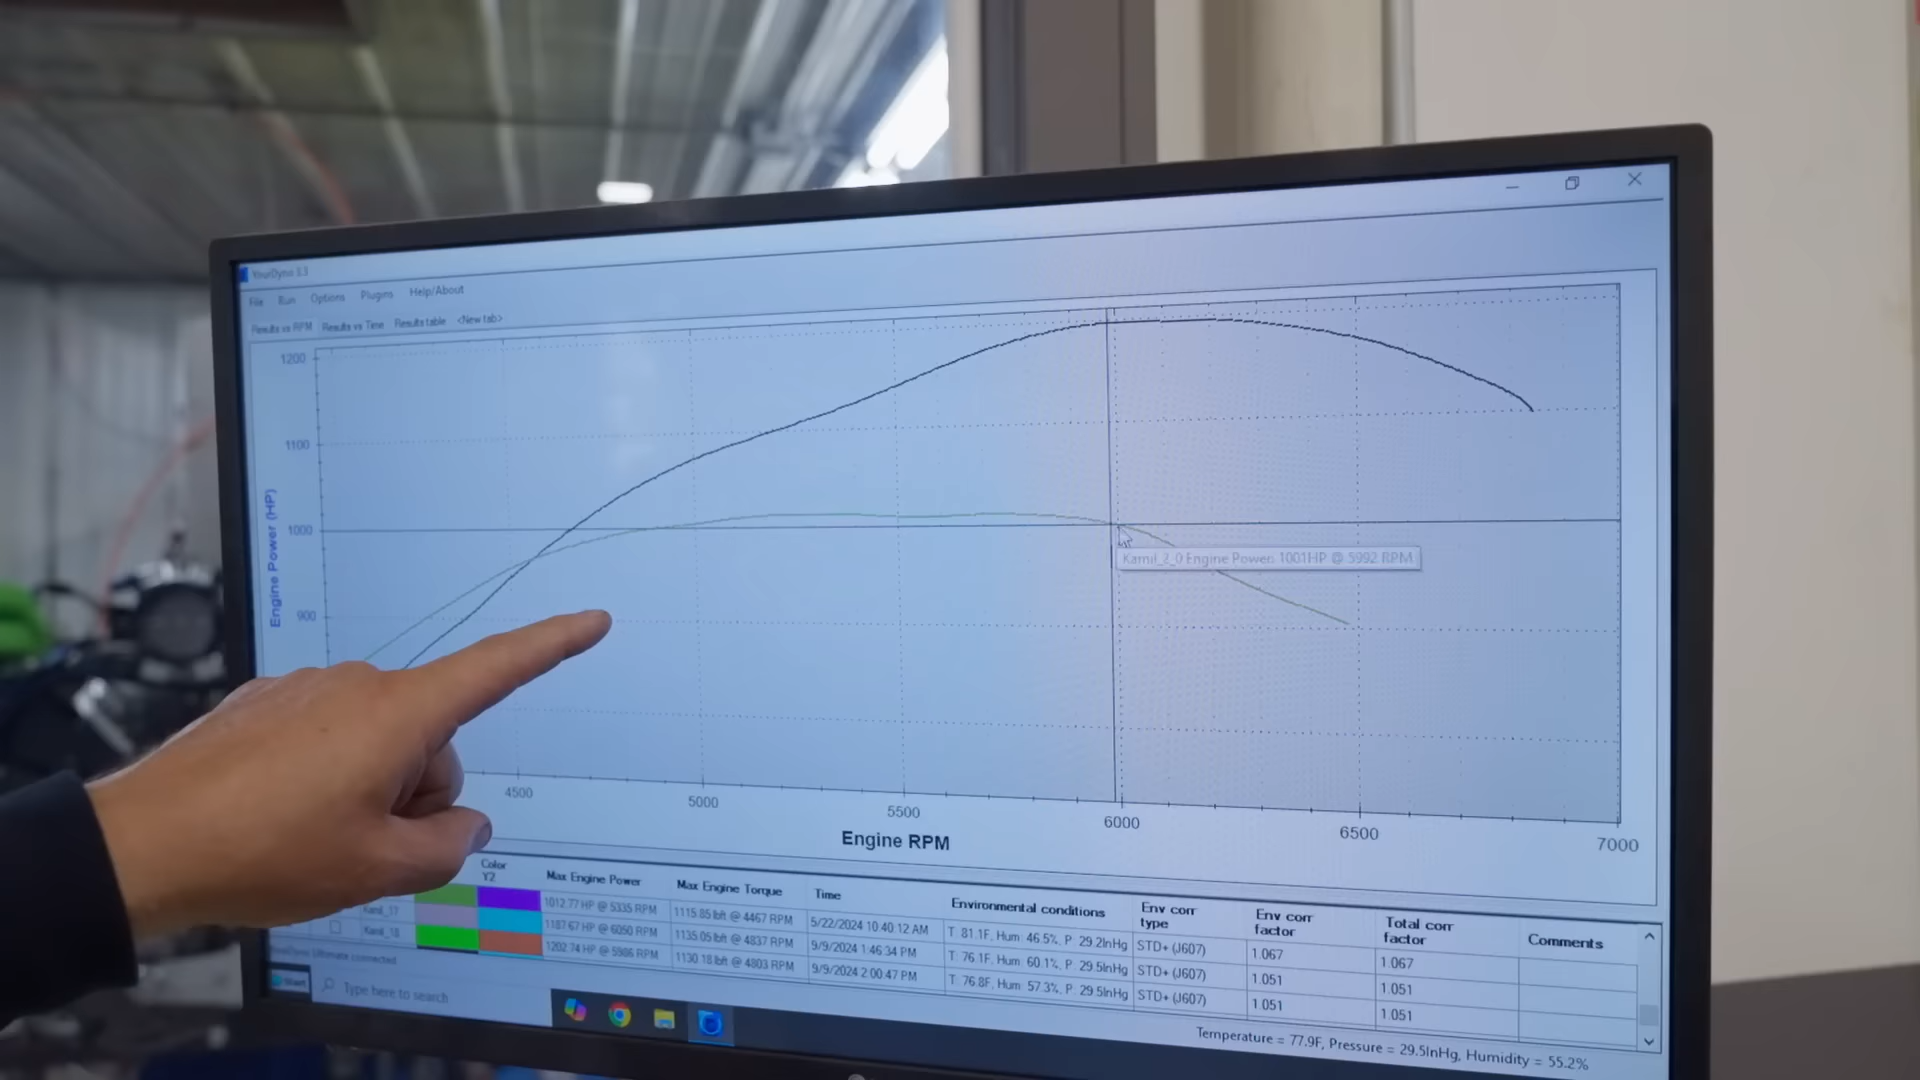 YourDyno 3.3
File Run Options Plugins Help/About
Results vs RPM Results vs Time Results table <New tab>
1200
1100
1000
900
Engine Power (HP)
Kamil_2_0 Engine Power: 1001HP @ 5992 RPM
4500 5000 5500 6000 6500 7000
Engine RPM
Color Y2 Max Engine Power Max Engine Torque Time Environmental conditions Env corr type Env corr factor Total corr factor Comments
1012.77 HP @ 5335 RPM 1115.85 lbft @ 4467 RPM 5/22/2024 10:40:12 AM T: 81.1F, Hum: 46.5%, P: 29.2InHg STD+ (J607) 1.067 1.067
Kamil_17 1187.67 HP @ 6050 RPM 1135.05 lbft @ 4837 RPM 9/9/2024 1:46:34 PM T: 76.1F, Hum: 60.1%, P: 29.5InHg STD+ (J607) 1.051 1.051
Kamil_18 1202.74 HP @ 5986 RPM 1130.18 lbft @ 4803 RPM 9/9/2024 2:00:47 PM T: 76.8F, Hum: 57.3%, P: 29.5InHg STD+ (J607) 1.051 1.051
Ultimate connected
Temperature = 77.9F, Pressure = 29.5InHg, Humidity = 55.2%
Start Type here to search